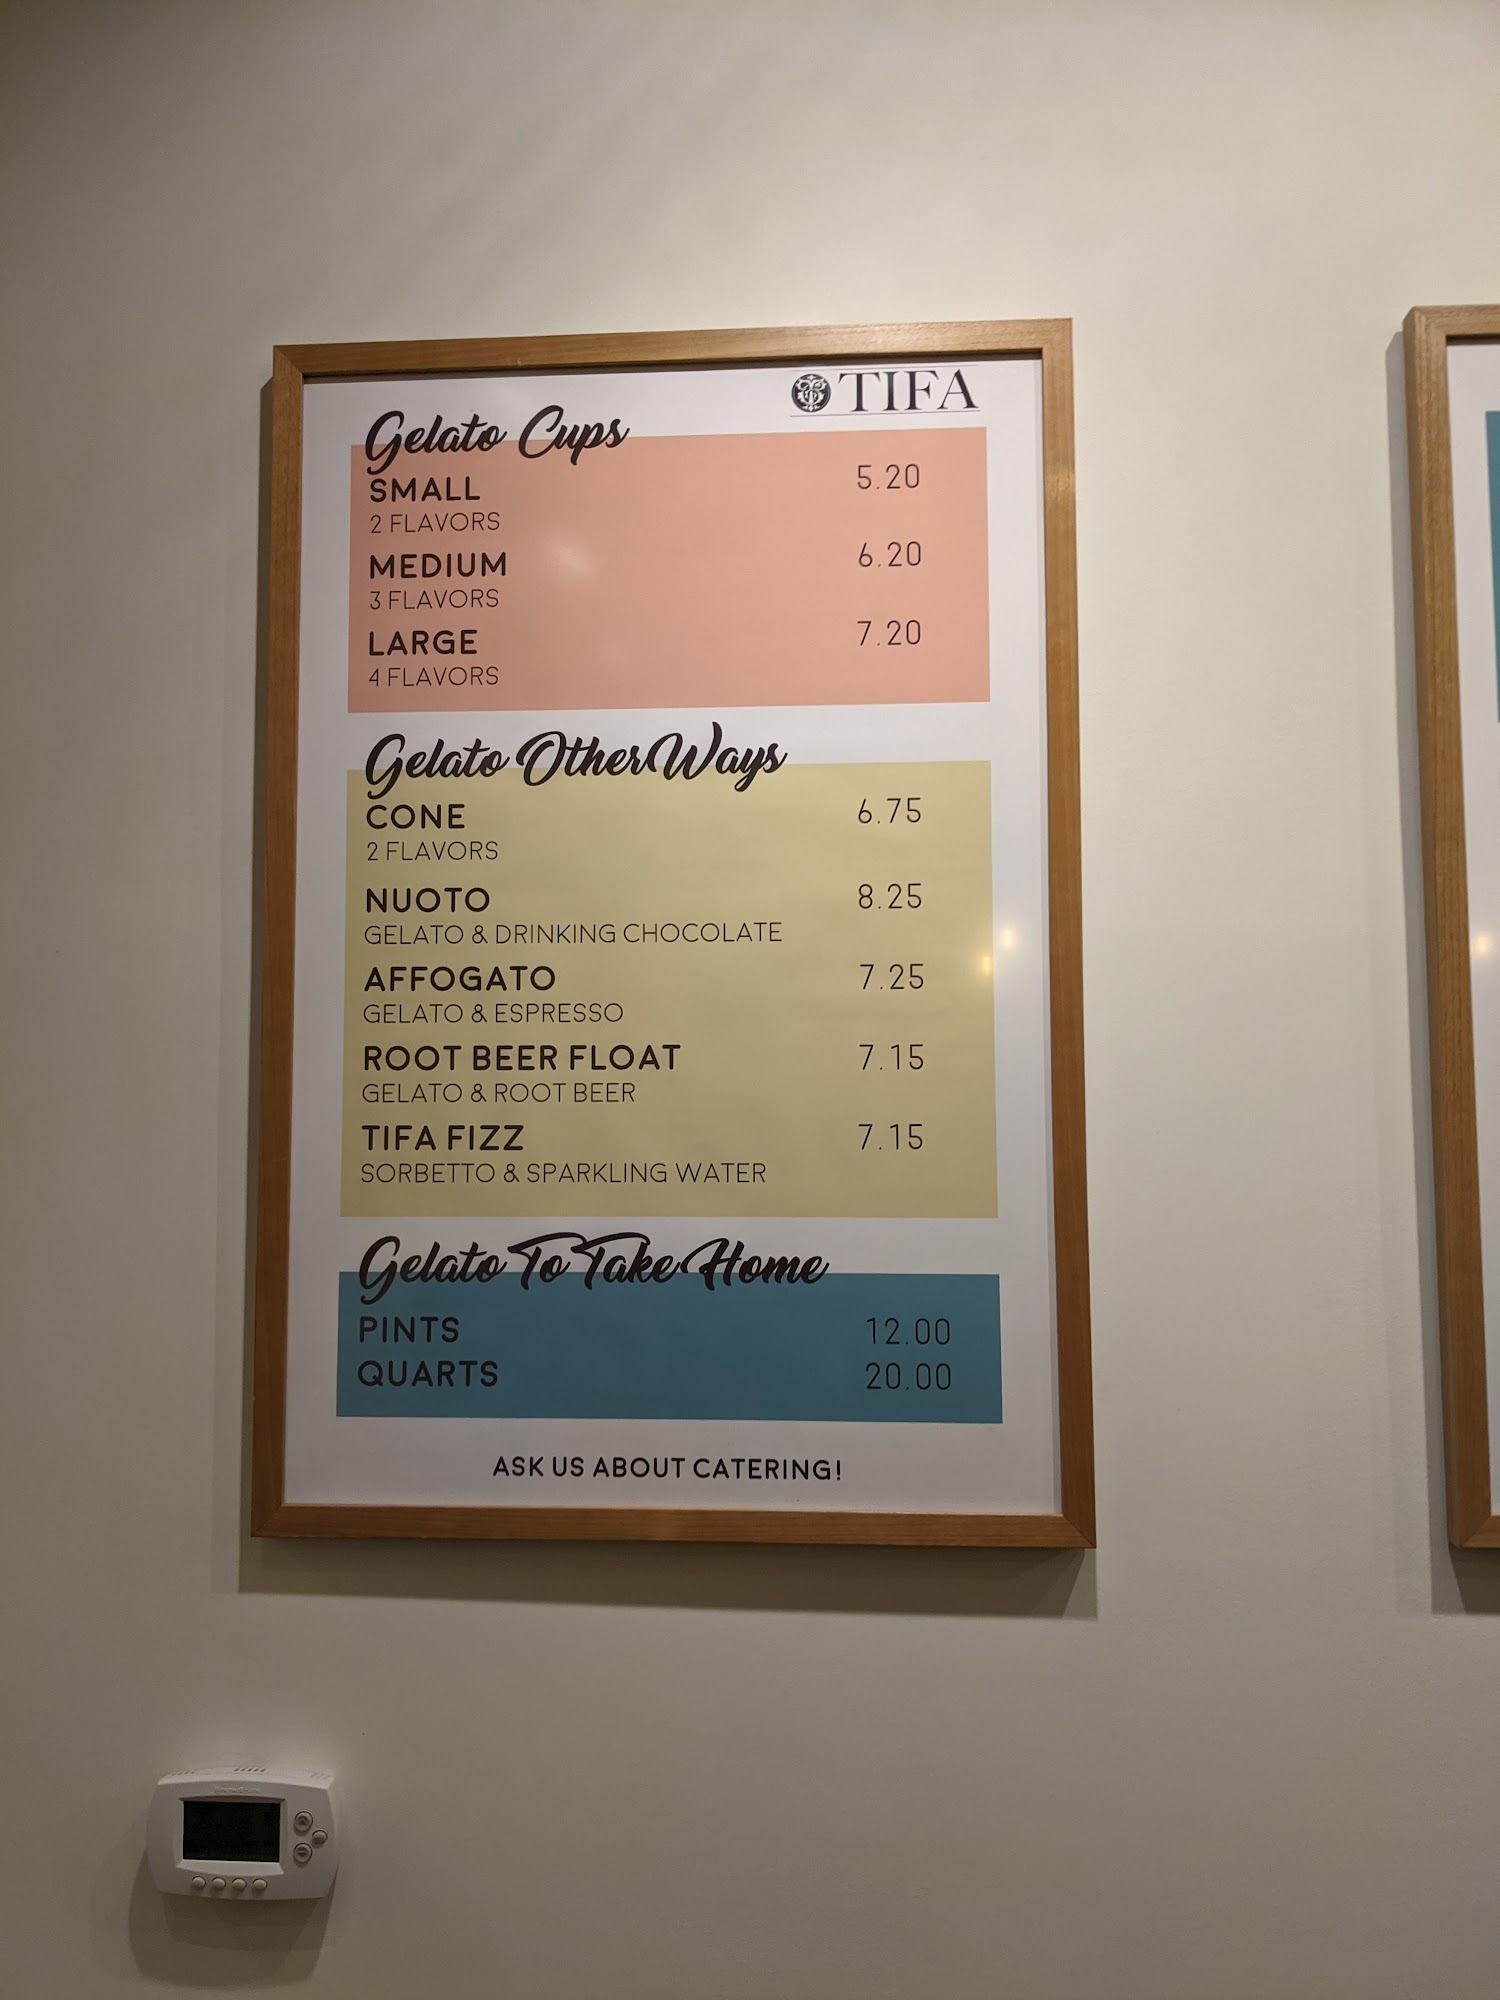 TIFA
Gelato Cups
SMALL 5.20
2 FLAVORS
MEDIUM 6.20
3 FLAVORS
LARGE 7.20
4 FLAVORS
Gelato Other Ways
CONE 6.75
2 FLAVORS
NUOTO 8.25
GELATO & DRINKING CHOCOLATE
AFFOGATO 7.25
GELATO & ESPRESSO
ROOT BEER FLOAT 7.15
GELATO & ROOT BEER
TIFA FIZZ 7.15
SORBETTO & SPARKLING WATER
Gelato To Take Home
PINTS 12.00
QUARTS 20.00
ASK US ABOUT CATERING!